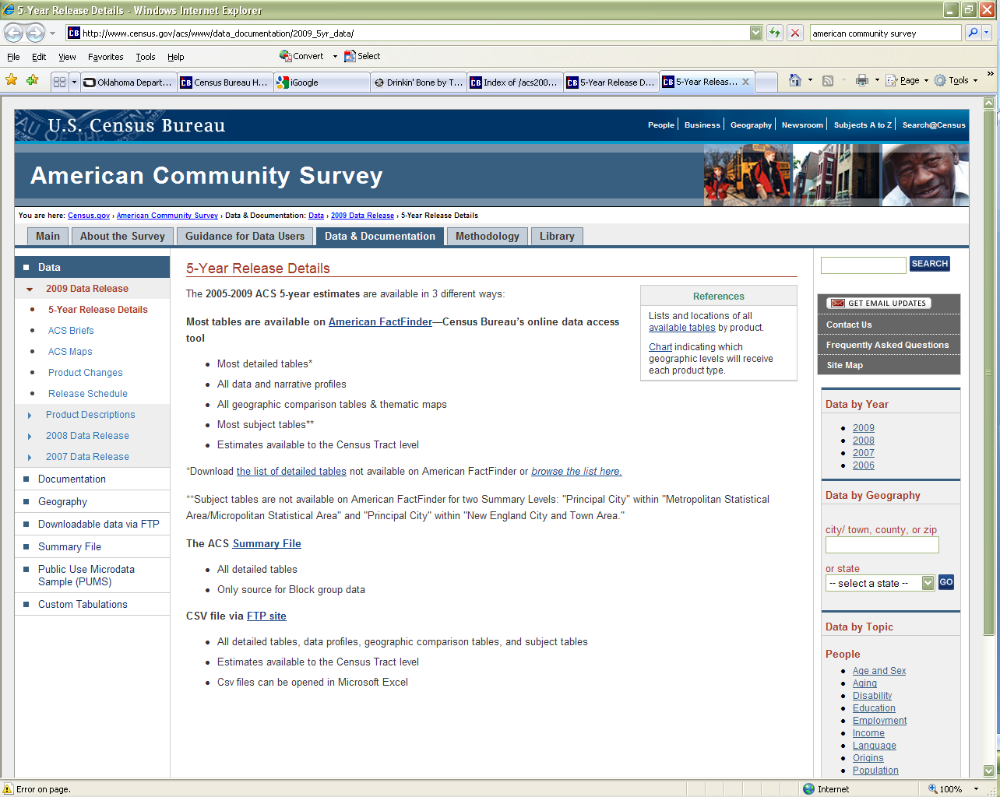 5-Year Release Details - Windows Internet Explorer
http://www.census.gov/acs/www/data_documentation/2009_5yr_data/
american community survey
File Edit View Favorites Tools Help Convert Select
Oklahoma Depart... Census Bureau H... iGoogle Drinkin' Bone by T... Index of /acs200... 5-Year Release D... 5-Year Releas... Page Tools
U.S. Census Bureau
People Business Geography Newsroom Subjects A to Z Search@Census
American Community Survey
You are here: Census.gov › American Community Survey › Data & Documentation: Data › 2009 Data Release › 5-Year Release Details
Main About the Survey Guidance for Data Users Data & Documentation Methodology Library
Data
2009 Data Release
5-Year Release Details
ACS Briefs
ACS Maps
Product Changes
Release Schedule
Product Descriptions
2008 Data Release
2007 Data Release
Documentation
Geography
Downloadable data via FTP
Summary File
Public Use Microdata
Sample (PUMS)
Custom Tabulations
5-Year Release Details
The 2005-2009 ACS 5-year estimates are available in 3 different ways:
Most tables are available on American FactFinder—Census Bureau's online data access
tool
Most detailed tables*
All data and narrative profiles
All geographic comparison tables & thematic maps
Most subject tables**
Estimates available to the Census Tract level
*Download the list of detailed tables not available on American FactFinder or browse the list here.
**Subject tables are not available on American FactFinder for two Summary Levels: "Principal City" within "Metropolitan Statistical
Area/Micropolitan Statistical Area" and "Principal City" within "New England City and Town Area."
The ACS Summary File
All detailed tables
Only source for Block group data
CSV file via FTP site
All detailed tables, data profiles, geographic comparison tables, and subject tables
Estimates available to the Census Tract level
Csv files can be opened in Microsoft Excel
References
Lists and locations of all
available tables by product.
Chart indicating which
geographic levels will receive
each product type.
SEARCH
GET EMAIL UPDATES
Contact Us
Frequently Asked Questions
Site Map
Data by Year
2009
2008
2007
2006
Data by Geography
city/ town, county, or zip
or state
-- select a state -- GO
Data by Topic
People
Age and Sex
Aging
Disability
Education
Employment
Income
Language
Origins
Population
Error on page. Internet 100%